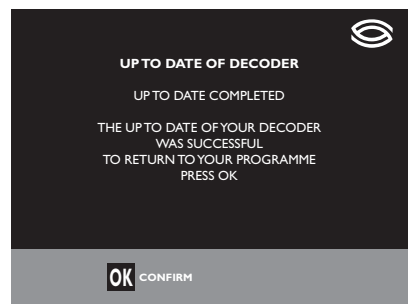 UP TO DATE OF DECODER
UP TO DATE COMPLETED
THE UP TO DATE OF YOUR DECODER
WAS SUCCESSFUL
TO RETURN TO YOUR PROGRAMME
PRESS OK
OK CONFIRM